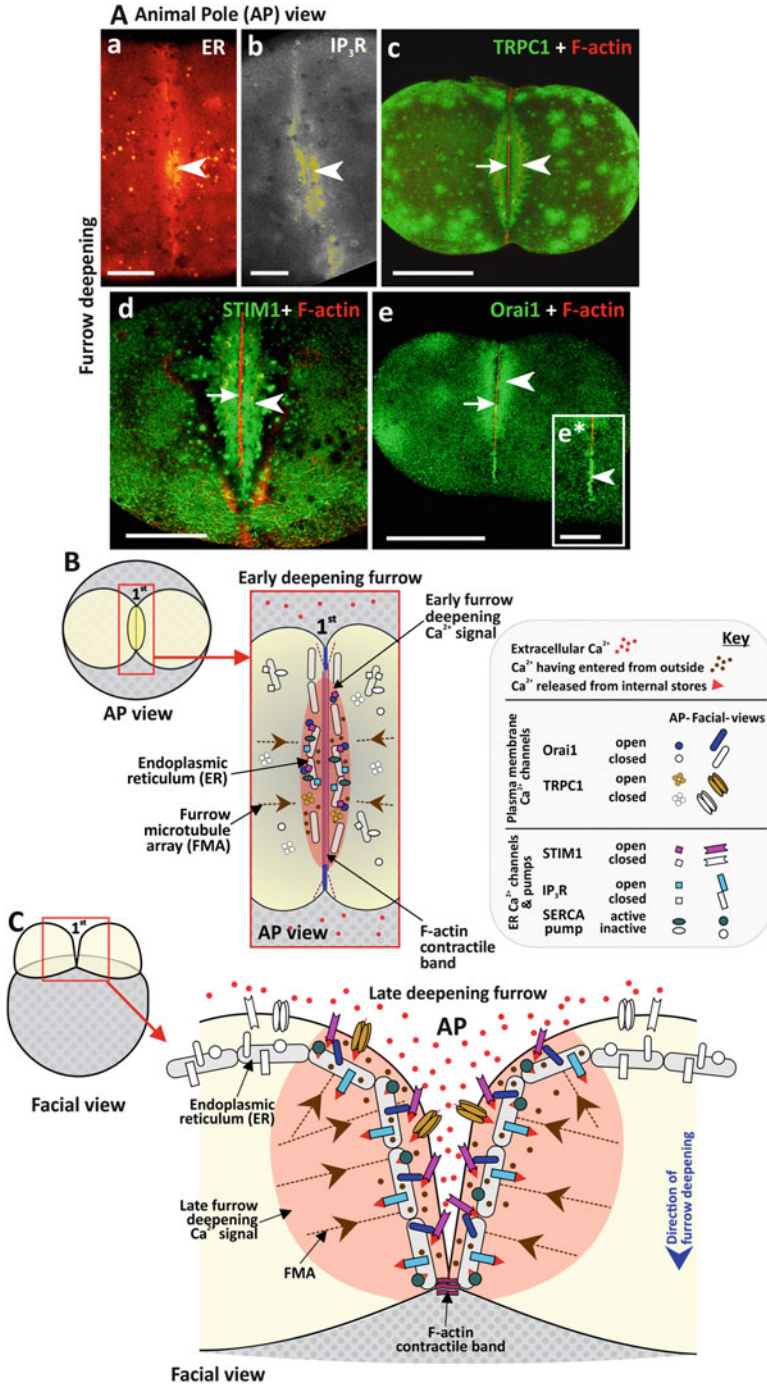 A Animal Pole (AP) view
a ER
b IP₃R
c TRPC1 + F-actin
Furrow deepening
d STIM1+ F-actin
e Orai1 + F-actin
e*
B
1st
AP view
Early deepening furrow
1st
Early furrow
deepening
Ca²⁺ signal
Endoplasmic
reticulum (ER)
Furrow
microtubule
array (FMA)
F-actin
contractile
band
AP view
Key
Extracellular Ca²⁺
Ca²⁺ having entered from outside
Ca²⁺ released from internal stores
AP- Facial- views
Plasma membrane
Ca²⁺ channels
Orai1 open
closed
TRPC1 open
closed
ER Ca²⁺ channels
& pumps
STIM1 open
closed
IP₃R open
closed
SERCA active
pump inactive
C
1st
Facial view
Late deepening furrow
AP
Endoplasmic
reticulum (ER)
Late furrow
deepening
Ca²⁺ signal
FMA
Direction of
furrow deepening
F-actin
contractile band
Facial view